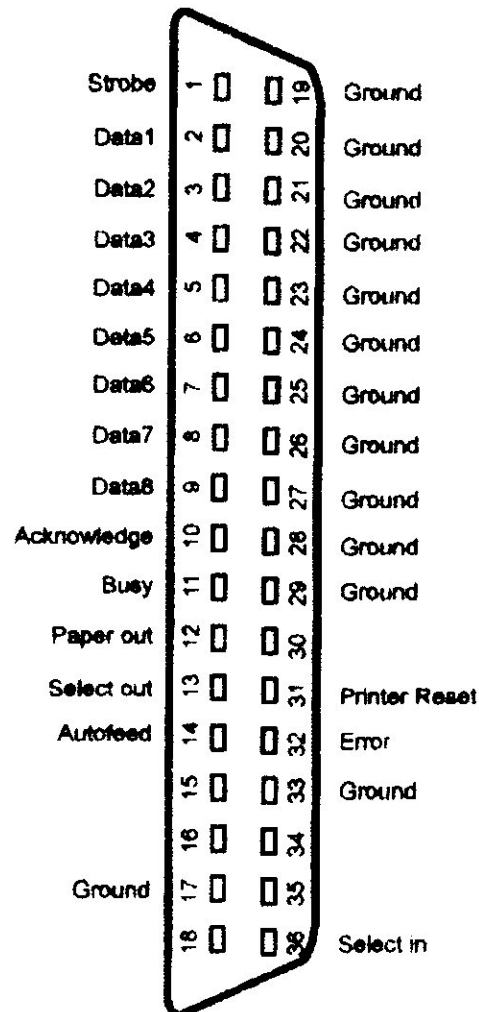 Strobe 1 19 Ground
Data1 2 20 Ground
Data2 3 21 Ground
Data3 4 22 Ground
Data4 5 23 Ground
Data5 6 24 Ground
Data6 7 25 Ground
Data7 8 26 Ground
Data8 9 27 Ground
Acknowledge 10 28 Ground
Busy 11 29 Ground
Paper out 12 30
Select out 13 31 Printer Reset
Autofeed 14 32 Error
15 33 Ground
16 34
Ground 17 35
18 36 Select in